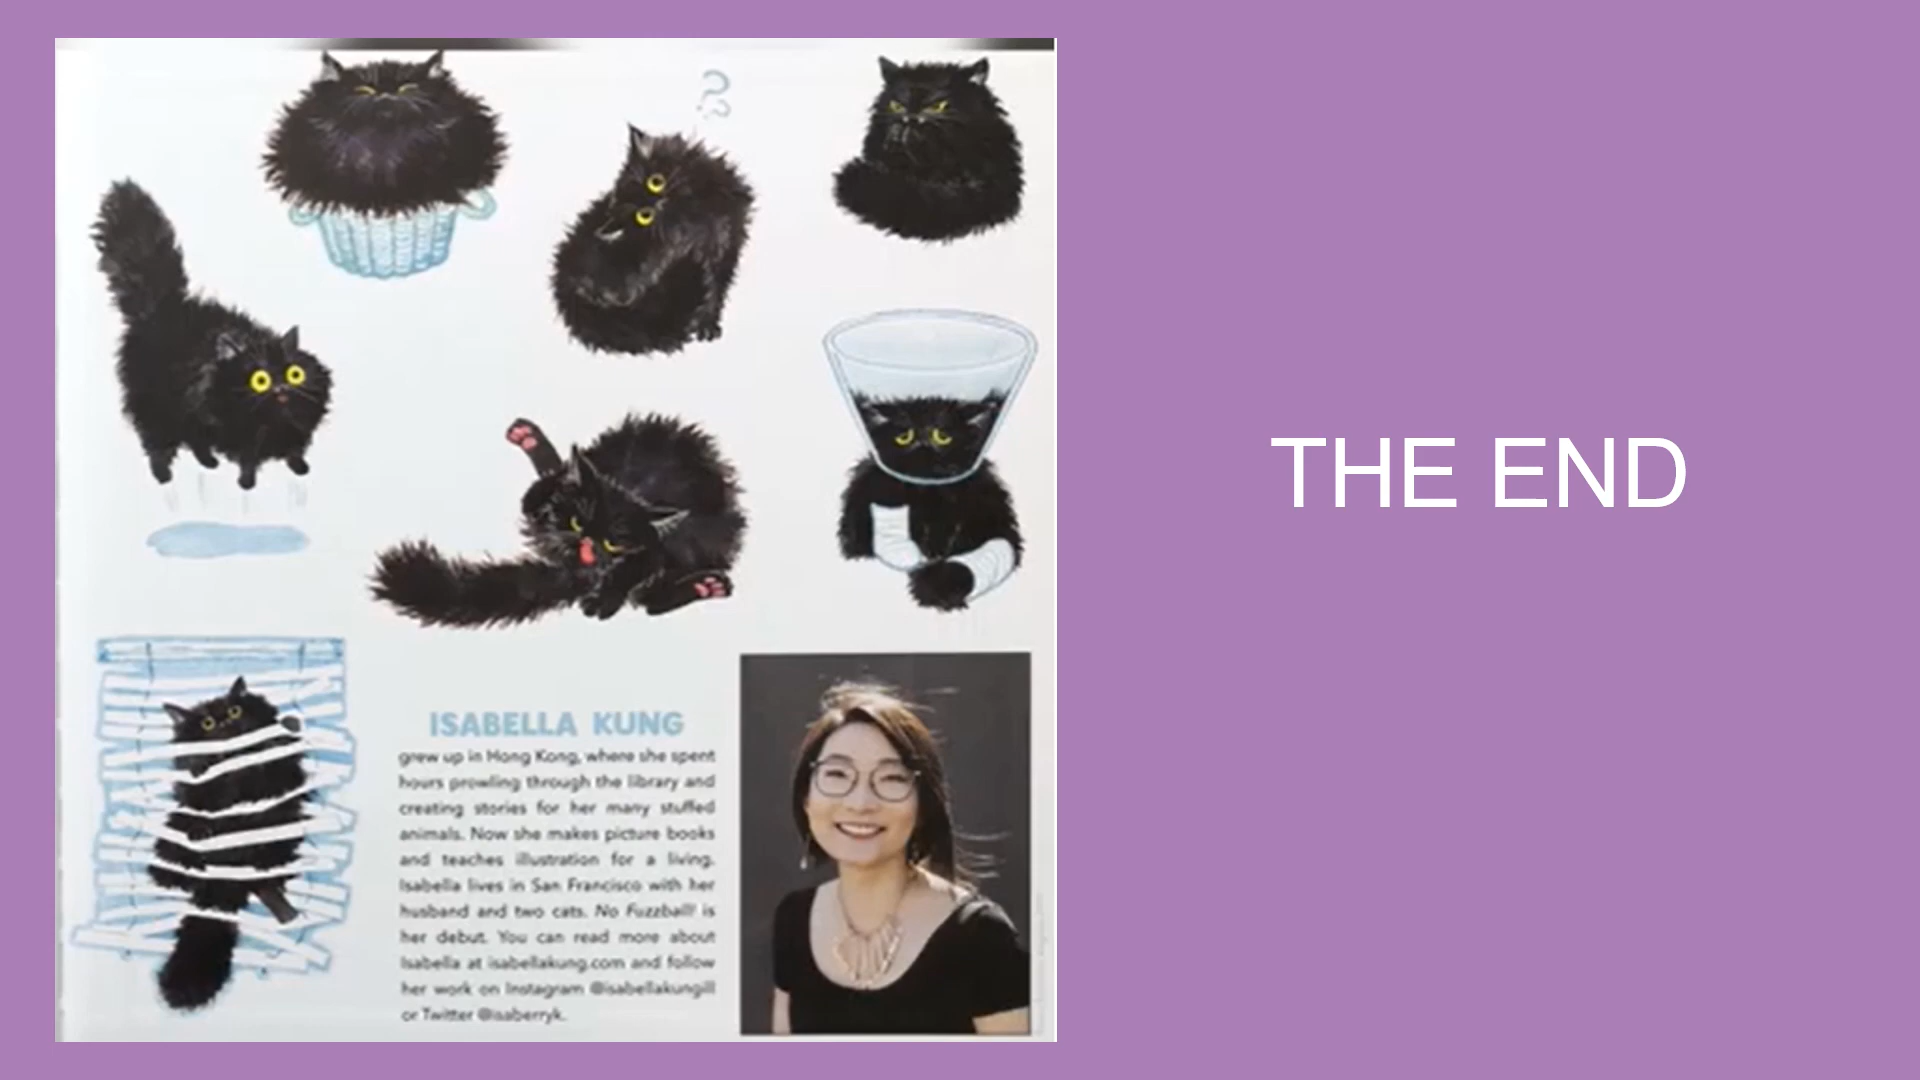 ISABELLA KUNG
grew up in Hong Kong, where she spent
hours prowling through the library and
creating stories for her many stuffed
animals. Now she makes picture books
and teaches illustration for a living.
Isabella lives in San Francisco with her
husband and two cats. No Fuzzball! is
her debut. You can read more about
Isabella at isabellakung.com and follow
her work on Instagram @isabellakungill
or Twitter @isaberryk.
THE END